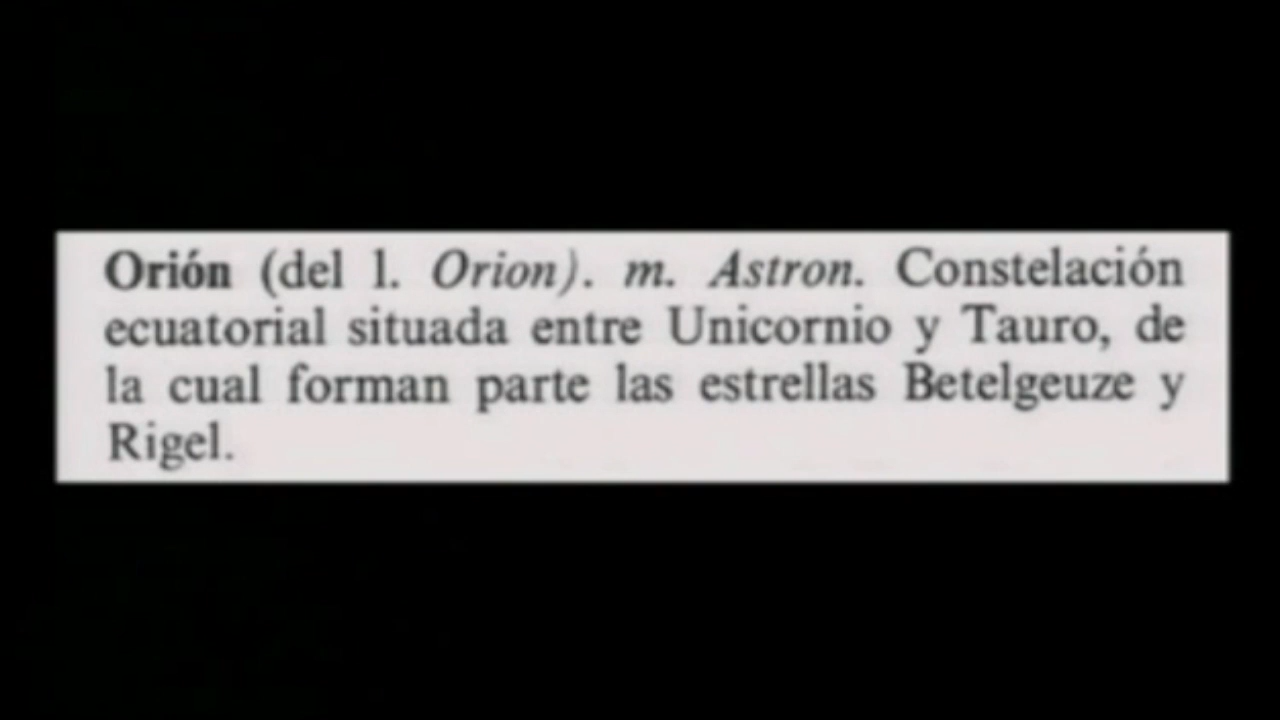 Orión (del l. Orion). m. Astron. Constelación
ecuatorial situada entre Unicornio y Tauro, de
la cual forman parte las estrellas Betelgeuze y
Rigel.